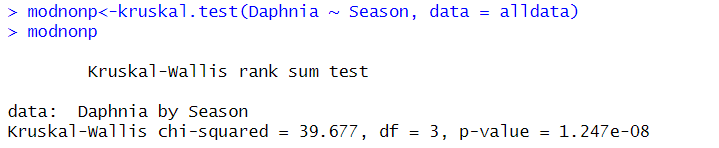 > modnonp<-kruskal.test(Daphnia ~ Season, data = alldata)
> modnonp
Kruskal-Wallis rank sum test
data:  Daphnia by Season
Kruskal-Wallis chi-squared = 39.677, df = 3, p-value = 1.247e-08